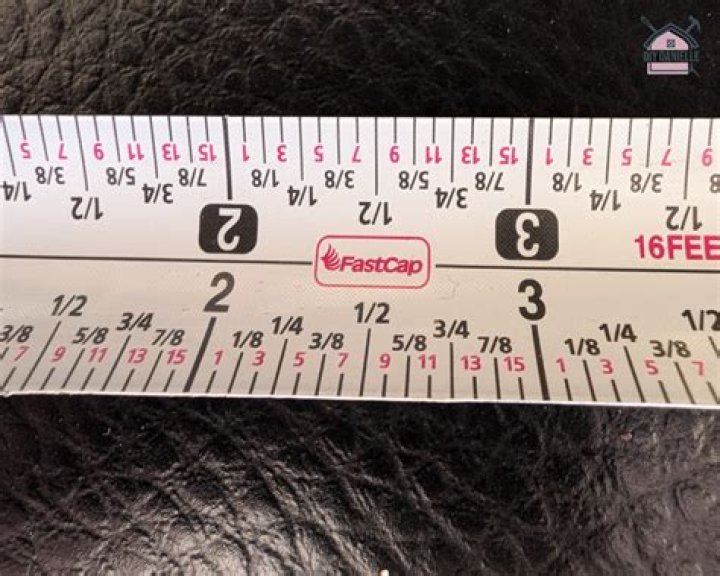 DIY DANIELLE
5 7 9 11 13 15 1 3 5 7 9 11 13 15 1 3 5 7 9
1/4 3/8 1/2 5/8 3/4 7/8 1/8 1/4 3/8 1/2 5/8 3/4 7/8 1/8 1/4 3/8 1/2
2 3
16FEE
FastCap
2 3
3/8 1/2 5/8 3/4 7/8 1/8 1/4 3/8 1/2 5/8 3/4 7/8 1/8 1/4 3/8 1/2
7 9 11 13 15 1 3 5 7 9 11 13 15 1 3 5 7